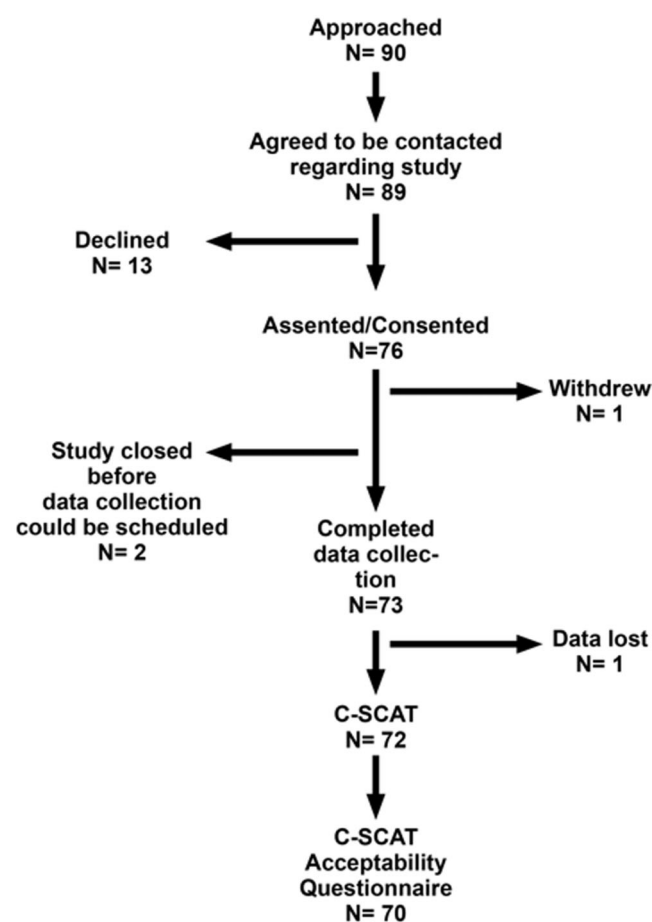 Approached
N= 90
Agreed to be contacted
regarding study
N= 89
Declined
N= 13
Assented/Consented
N=76
Withdrew
N= 1
Study closed
before
data collection
could be scheduled
N= 2
Completed
data collec-
tion
N=73
Data lost
N= 1
C-SCAT
N= 72
C-SCAT
Acceptability
Questionnaire
N= 70